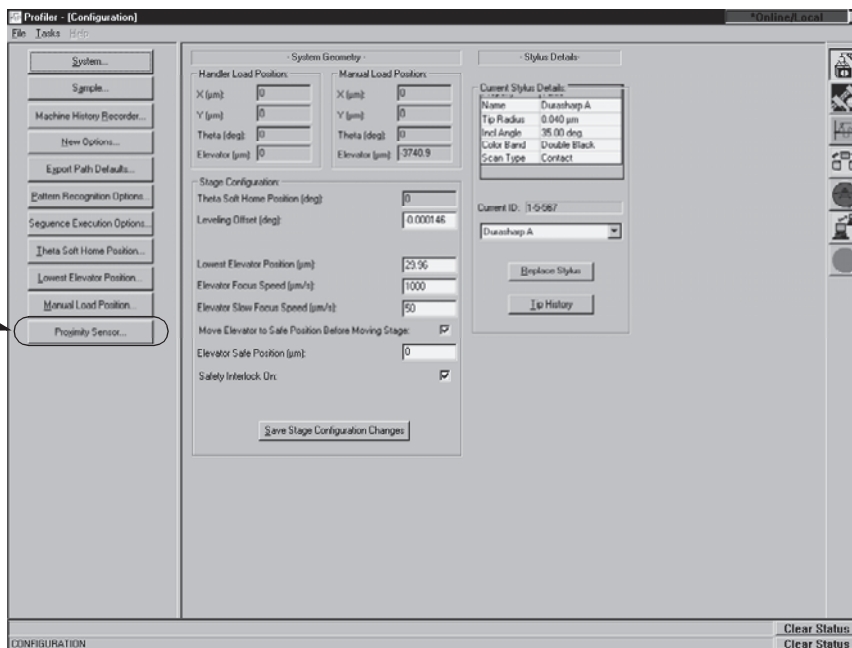 Profiler - [Configuration]
*Online/Local
File Tasks Help
System...
Sample...
Machine History Recorder...
New Options...
Export Path Defaults...
Pattern Recognition Options...
Sequence Execution Options...
Theta Soft Home Position...
Lowest Elevator Position...
Manual Load Position...
Proximity Sensor...
- System Geometry -
Handler Load Position:
X (µm): 0
Y (µm): 0
Theta (deg): 0
Elevator (µm): 0
Manual Load Position:
X (µm): 0
Y (µm): 0
Theta (deg): 0
Elevator (µm): -3740.9
Stage Configuration:
Theta Soft Home Position (deg): 0
Leveling Offset (deg): -0.000146
Lowest Elevator Position (µm): 29.96
Elevator Focus Speed (µm/s): 1000
Elevator Slow Focus Speed (µm/s): 50
Move Elevator to Safe Position Before Moving Stage:
Elevator Safe Position (µm): 0
Safety Interlock On:
Save Stage Configuration Changes
- Stylus Details -
Current Stylus Details:
Name Durasharp A
Tip Radius 0.040 µm
Incl Angle 35.00 deg
Color Band Double Black
Scan Type Contact
Current ID: 1-5-567
Durasharp A
Replace Stylus
Tip History
Clear Status
CONFIGURATION
Clear Status